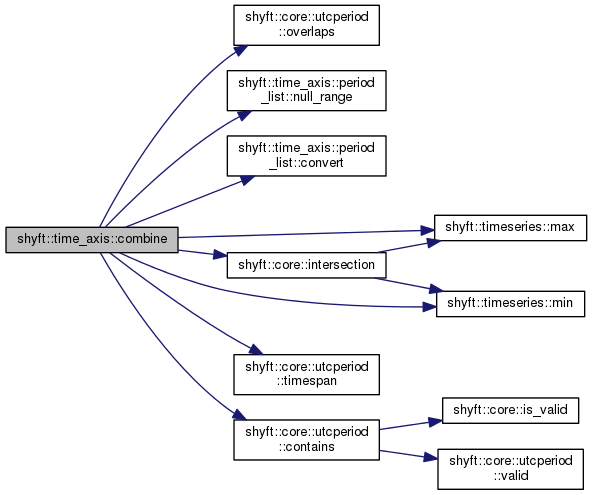 shyft::core::utcperiod
::overlaps
shyft::time_axis::period
_list::null_range
shyft::time_axis::period
_list::convert
shyft::time_axis::combine
shyft::timeseries::max
shyft::core::intersection
shyft::timeseries::min
shyft::core::utcperiod
::timespan
shyft::core::utcperiod
::contains
shyft::core::is_valid
shyft::core::utcperiod
::valid